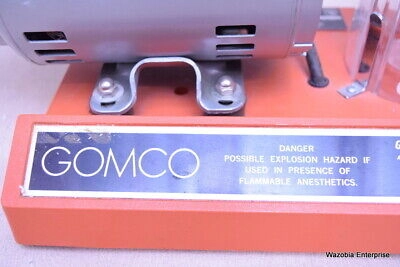 GOMCO
DANGER
POSSIBLE EXPLOSION HAZARD IF
USED IN PRESENCE OF
FLAMMABLE ANESTHETICS.
Wazobia Enterprise